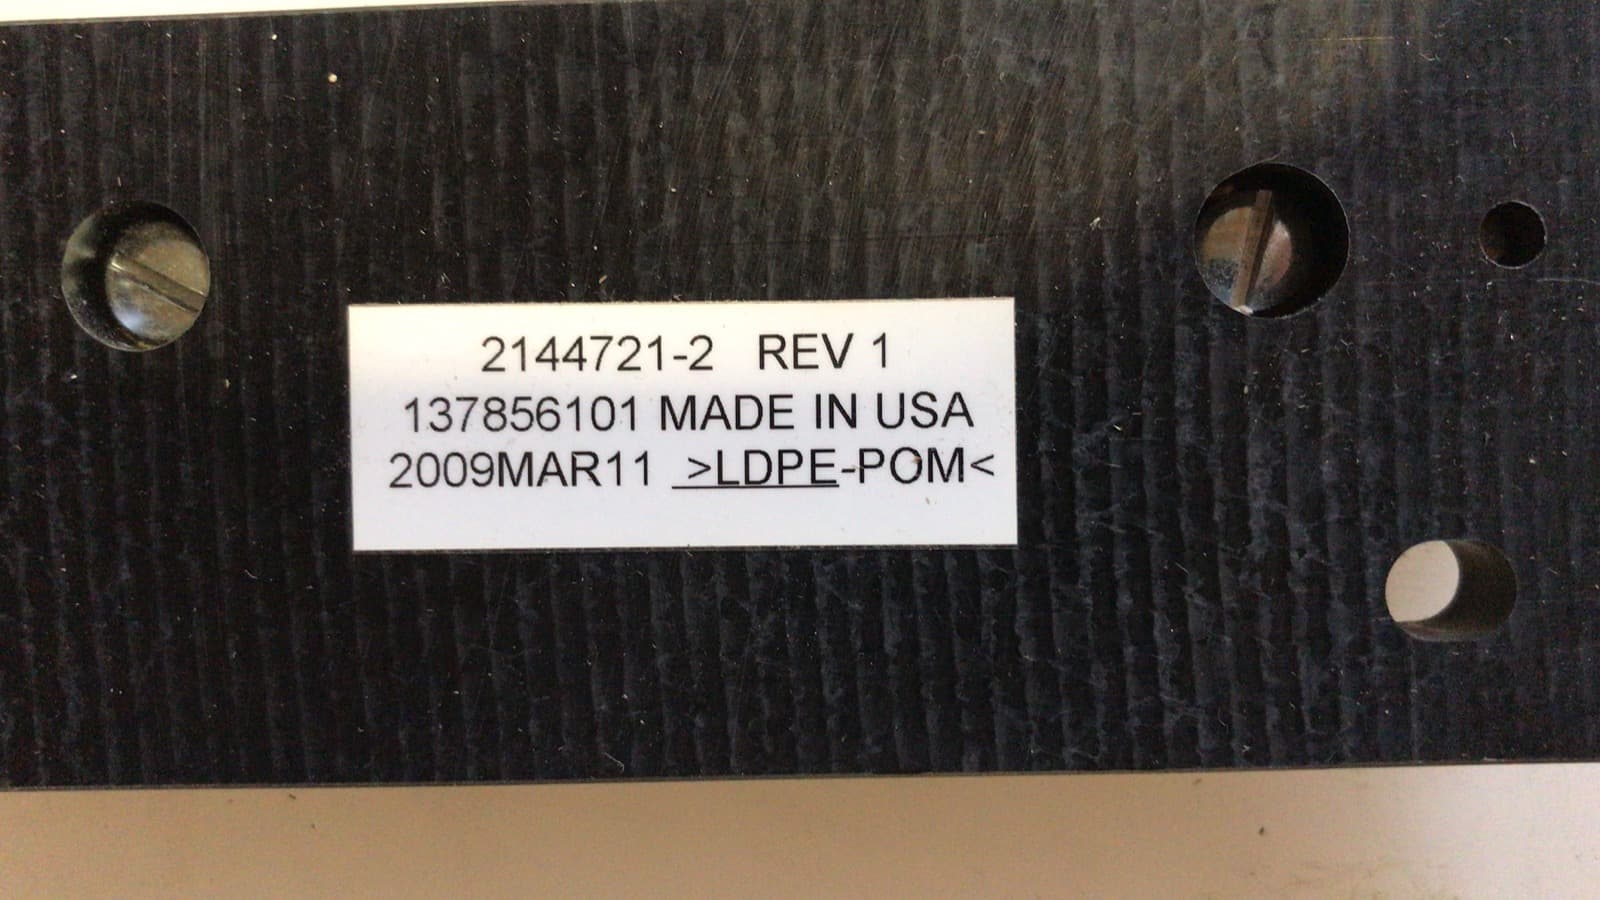 2144721-2 REV 1
137856101 MADE IN USA
2009MAR11 >LDPE-POM<